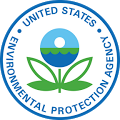 UNITED STATES
ENVIRONMENTAL PROTECTION AGENCY